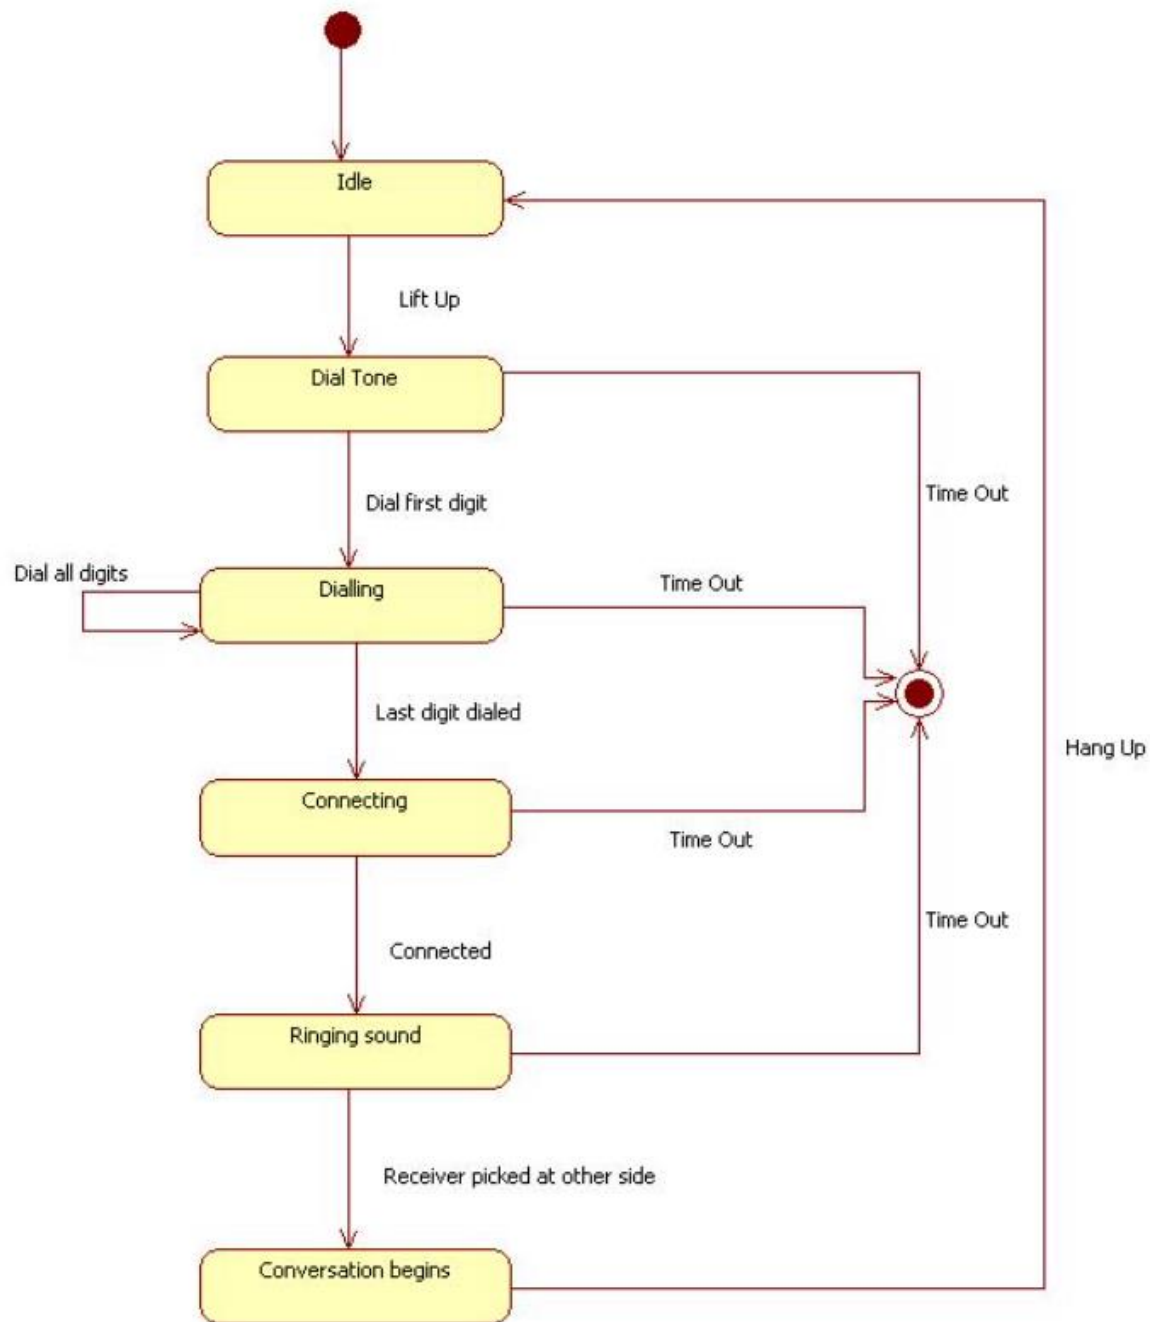 Idle
Lift Up
Dial Tone
Time Out
Dial first digit
Dial all digits
Dialling
Time Out
Last digit dialed
Hang Up
Connecting
Time Out
Time Out
Connected
Ringing sound
Receiver picked at other side
Conversation begins